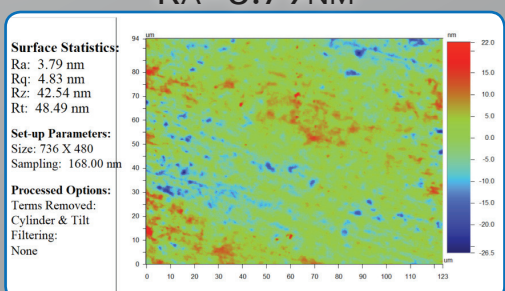 RA 3.79NM
Surface Statistics:
Ra: 3.79 nm
Rq: 4.83 nm
Rz: 42.54 nm
Rt: 48.49 nm
Set-up Parameters:
Size: 736 X 480
Sampling: 168.00 nm
Processed Options:
Terms Removed:
Cylinder & Tilt
Filtering:
None
um
94
80
70
60
50
40
30
20
10
0
0 10 20 30 40 50 60 70 80 90 100 110 123
um
nm
22.0
15.0
10.0
5.0
0.0
-5.0
-10.0
-15.0
-20.0
-26.5